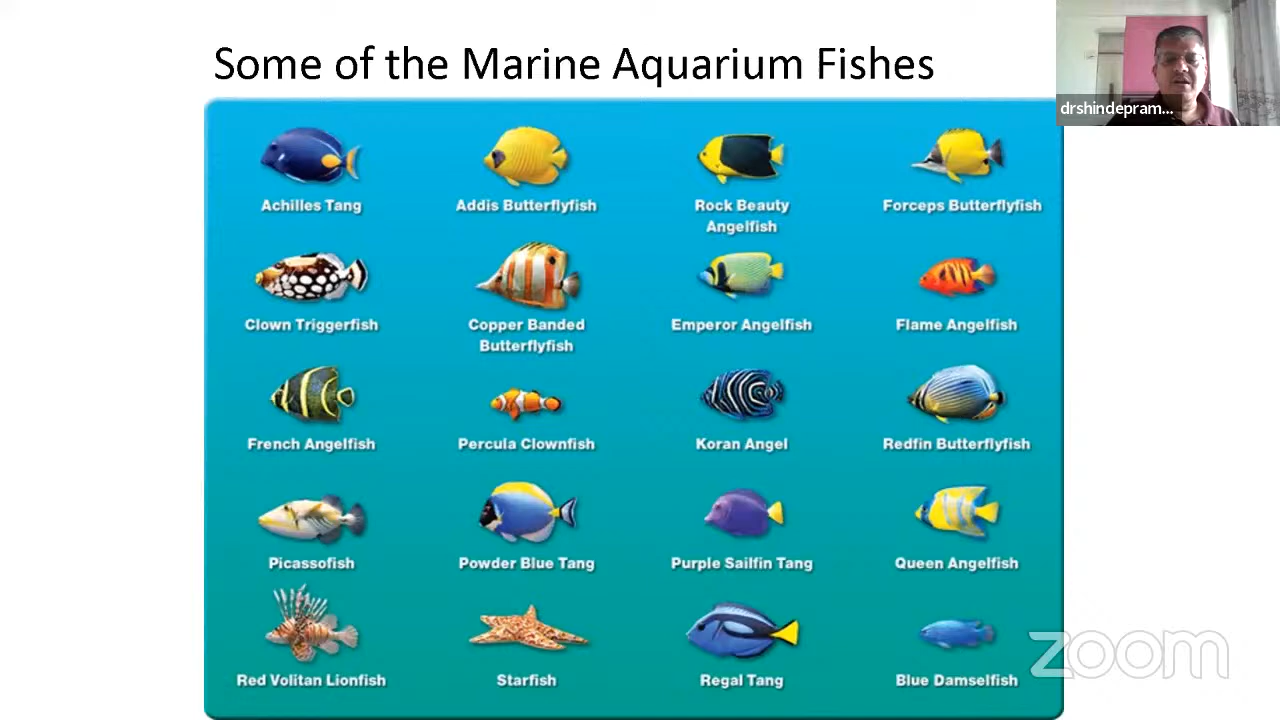 Some of the Marine Aquarium Fishes
drshindepram...
Achilles Tang
Addis Butterflyfish
Rock Beauty
Angelfish
Forceps Butterflyfish
Clown Triggerfish
Copper Banded
Butterflyfish
Emperor Angelfish
Flame Angelfish
French Angelfish
Percula Clownfish
Koran Angel
Redfin Butterflyfish
Picassofish
Powder Blue Tang
Purple Sailfin Tang
Queen Angelfish
Red Volitan Lionfish
Starfish
Regal Tang
Blue Damselfish
zoom